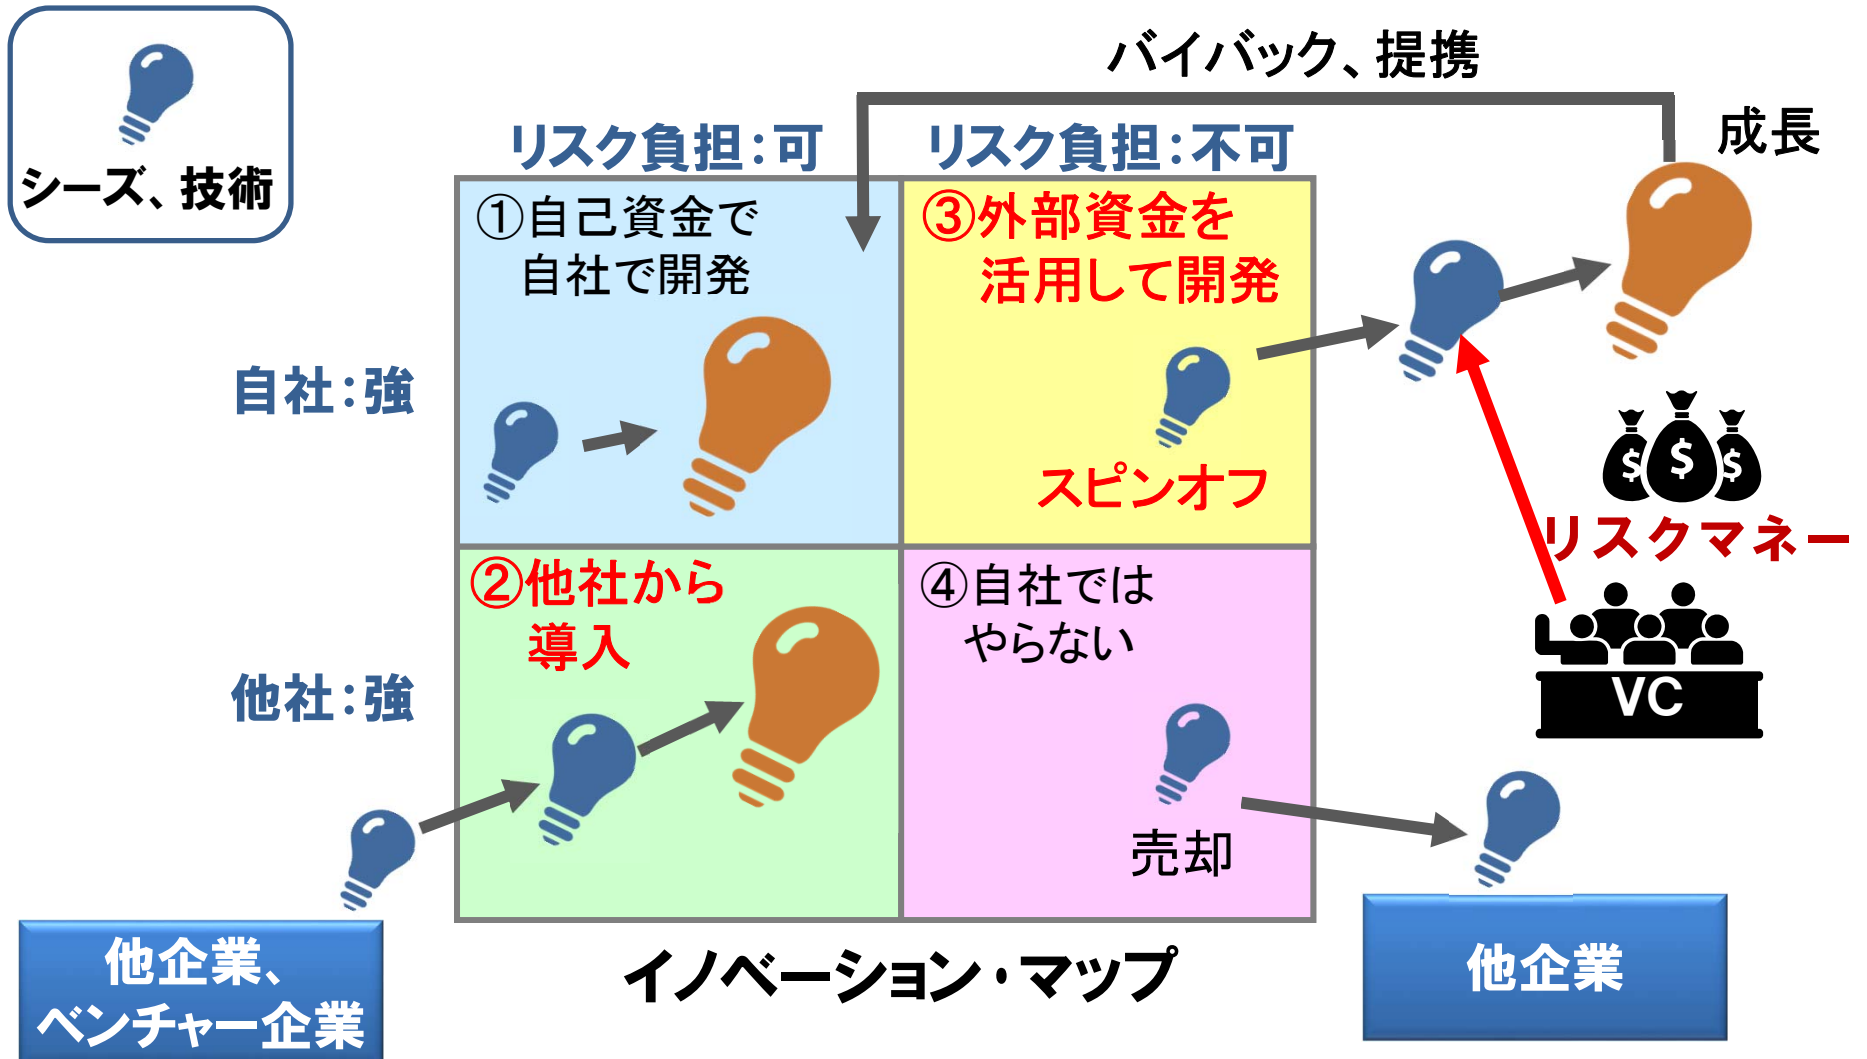 シーズ、技術
バイバック、提携
成長
リスク負担：可
リスク負担：不可
①自己資金で
自社で開発
③外部資金を
活用して開発
自社：強
スピンオフ
$
$
$
リスクマネー
②他社から
導入
④自社では
やらない
他社：強
VC
売却
他企業、
ベンチャー企業
イノベーション・マップ
他企業